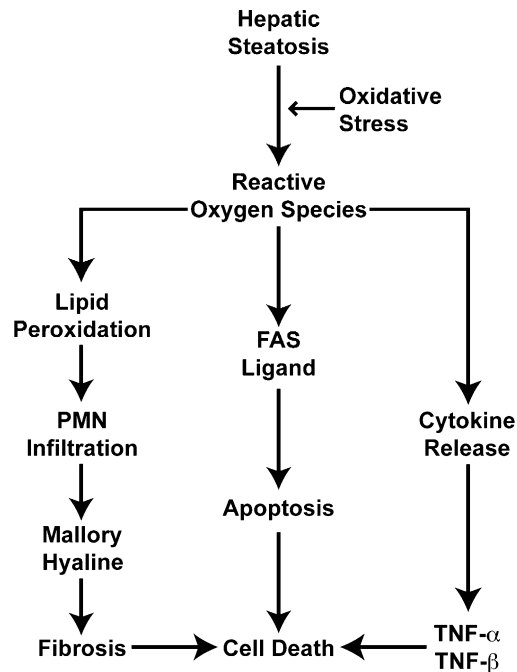 Hepatic
Steatosis
Oxidative
Stress
Reactive
Oxygen Species
Lipid
Peroxidation
FAS
Ligand
PMN
Infiltration
Cytokine
Release
Apoptosis
Mallory
Hyaline
Fibrosis
Cell Death
TNF-α
TNF-β